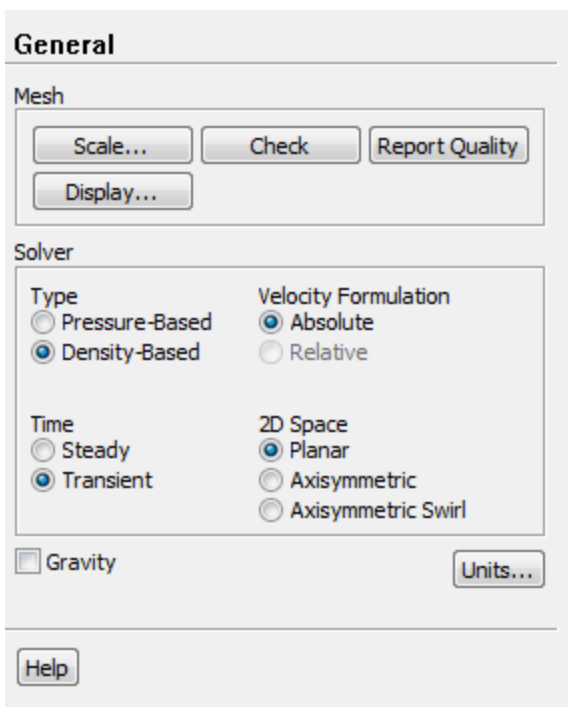 General
Mesh
Scale... Check Report Quality
Display...
Solver
Type Velocity Formulation
Pressure-Based Absolute
Density-Based Relative
Time 2D Space
Steady Planar
Transient Axisymmetric
Axisymmetric Swirl
Gravity Units...
Help